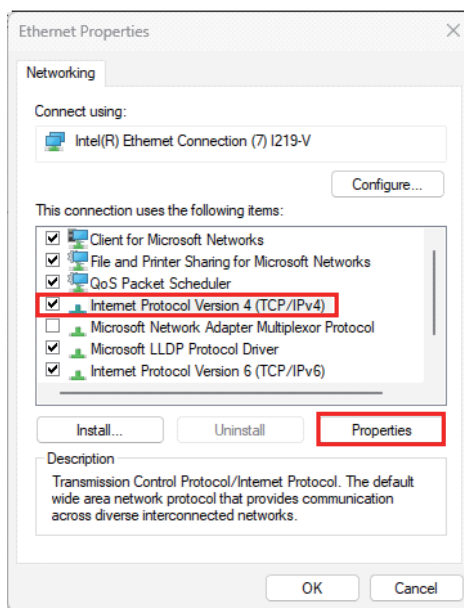 Ethernet Properties
Networking
Connect using:
Intel(R) Ethernet Connection (7) I219-V
Configure...
This connection uses the following items:
Client for Microsoft Networks
File and Printer Sharing for Microsoft Networks
QoS Packet Scheduler
Internet Protocol Version 4 (TCP/IPv4)
Microsoft Network Adapter Multiplexor Protocol
Microsoft LLDP Protocol Driver
Internet Protocol Version 6 (TCP/IPv6)
Install... Uninstall Properties
Description
Transmission Control Protocol/Internet Protocol. The default
wide area network protocol that provides communication
across diverse interconnected networks.
OK Cancel